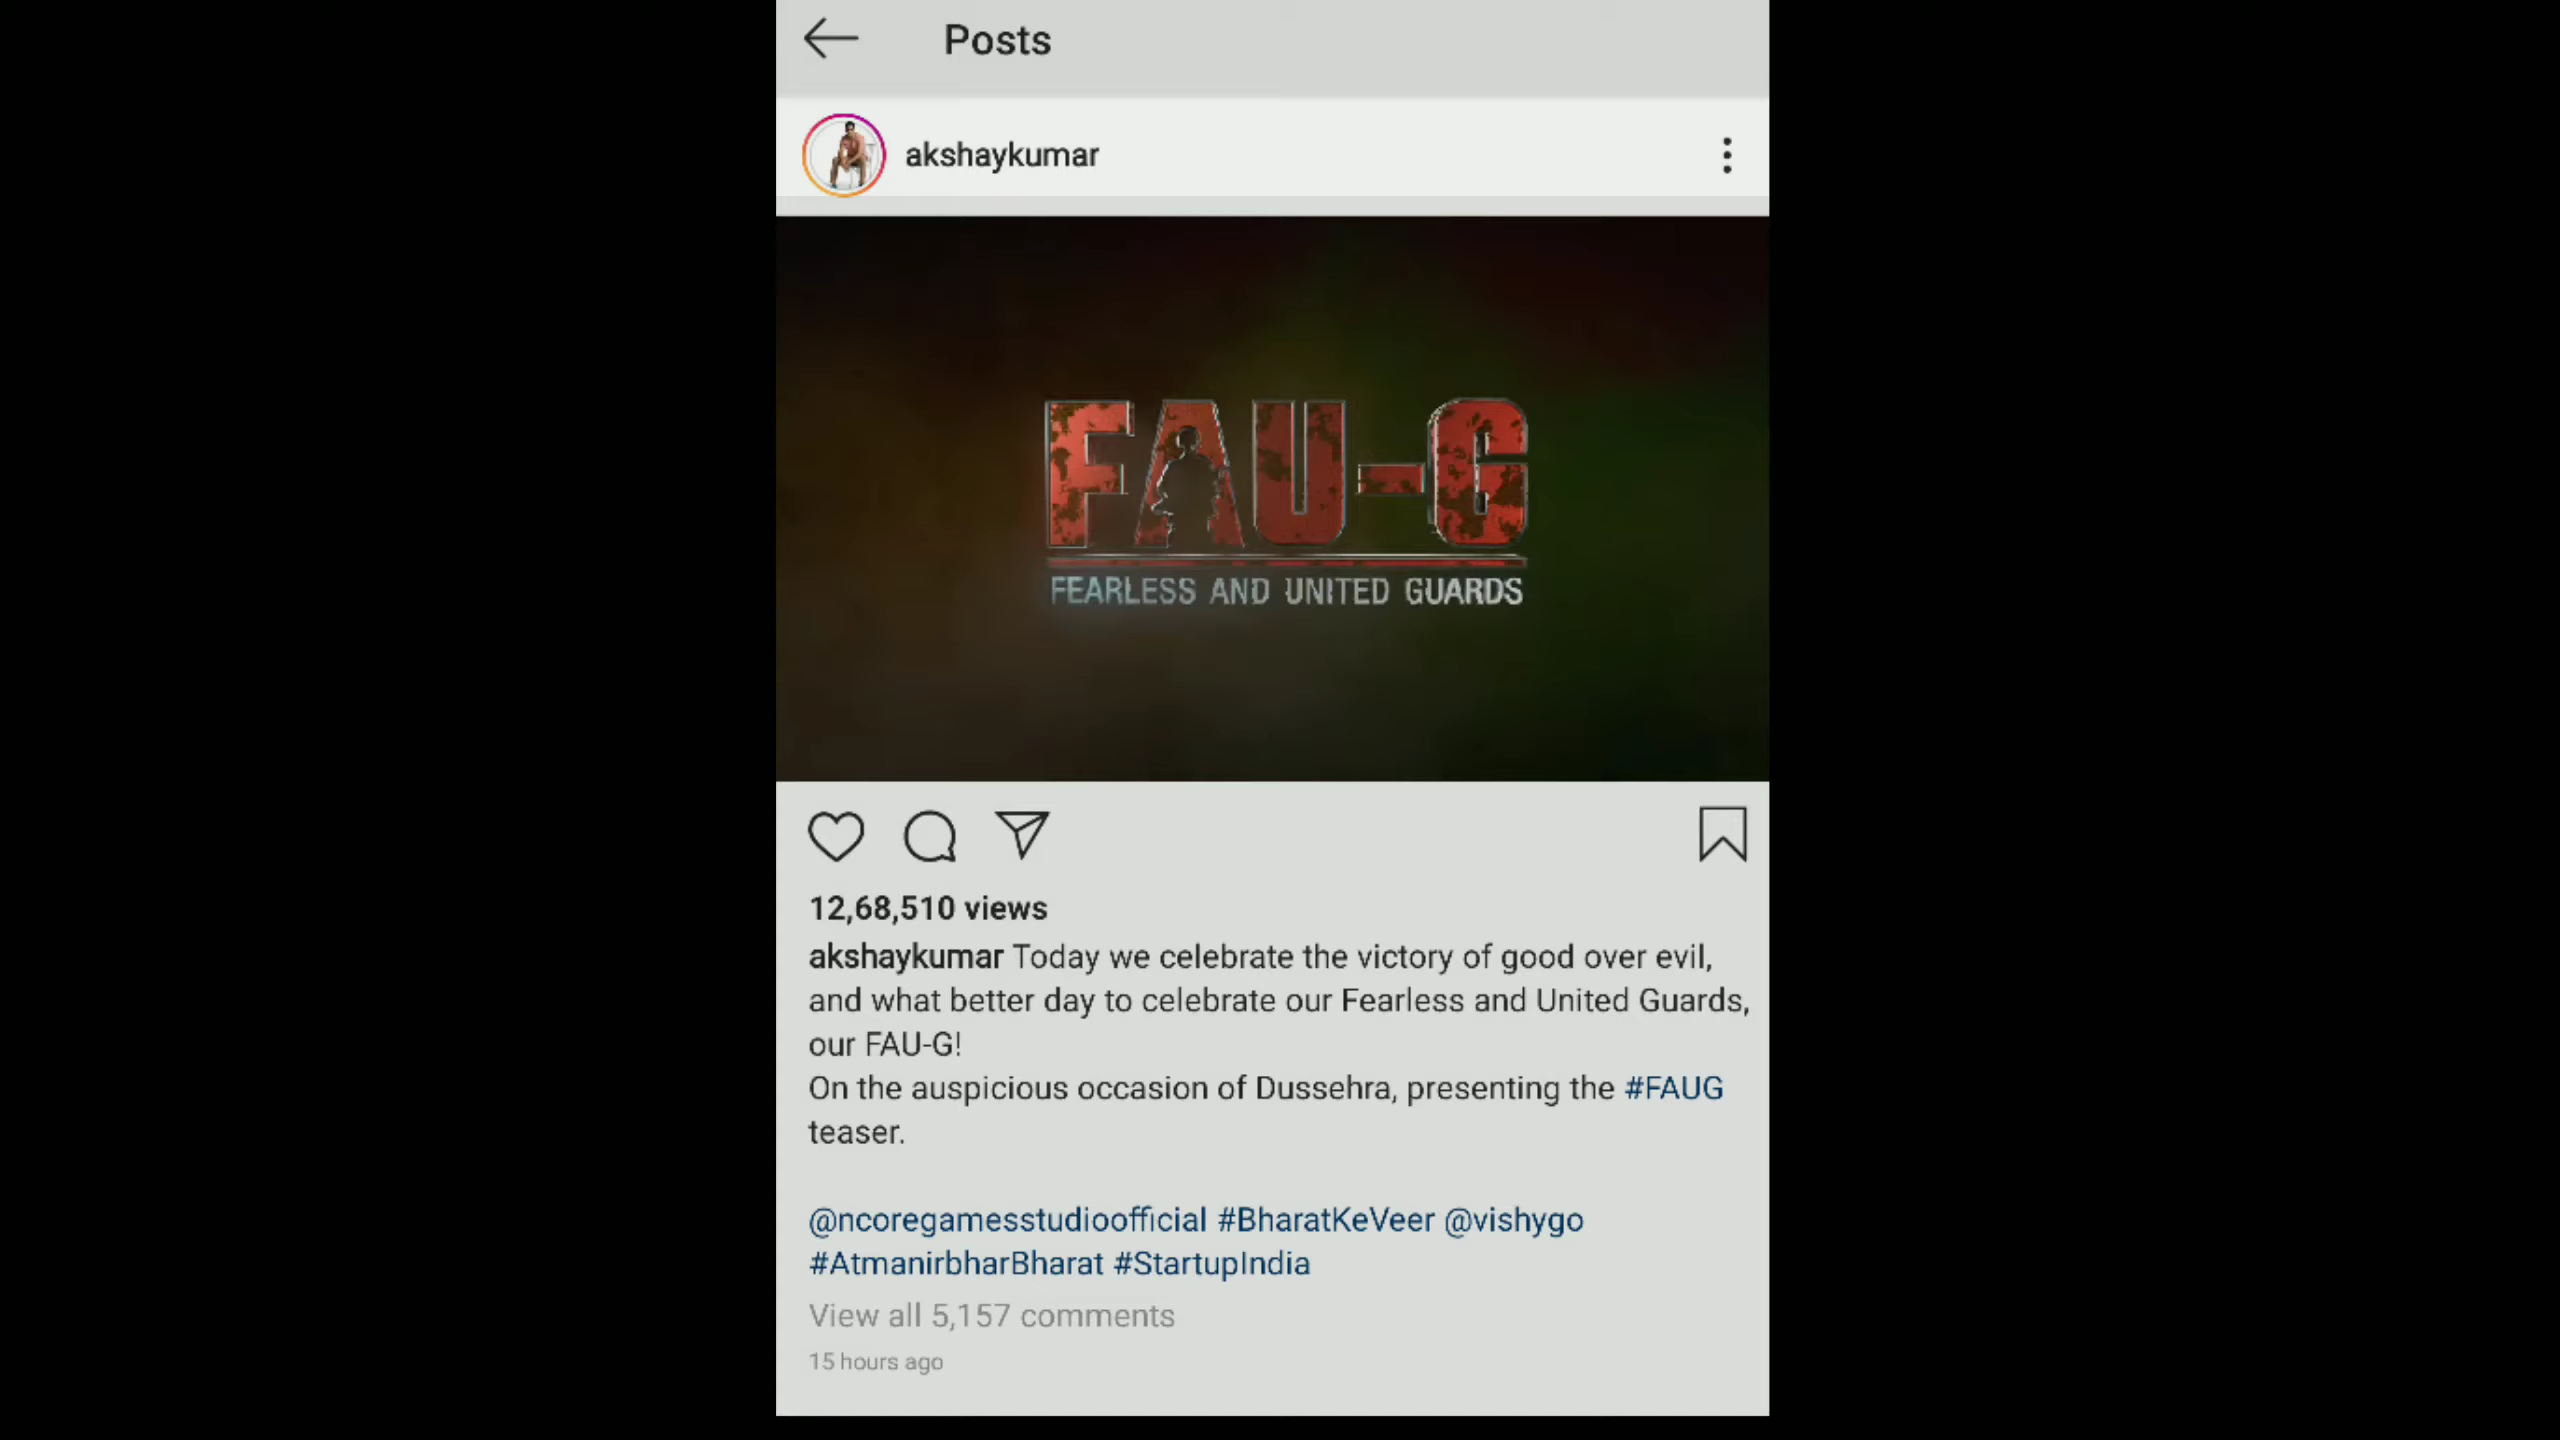 Posts
akshaykumar
FAU-G
FEARLESS AND UNITED GUARDS
12,68,510 views
akshaykumar Today we celebrate the victory of good over evil,
and what better day to celebrate our Fearless and United Guards,
our FAU-G!
On the auspicious occasion of Dussehra, presenting the #FAUG
teaser.
@ncoregamesstudioofficial #BharatKeVeer @vishygo
#AtmanirbharBharat #StartupIndia
View all 5,157 comments
15 hours ago